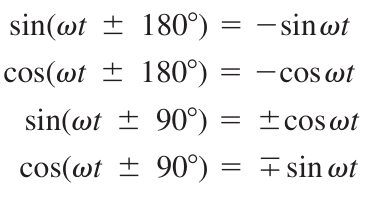 sin(ωt ± 180°) = −sin ωt
cos(ωt ± 180°) = −cos ωt
sin(ωt ± 90°) = ±cos ωt
cos(ωt ± 90°) = ∓sin ωt